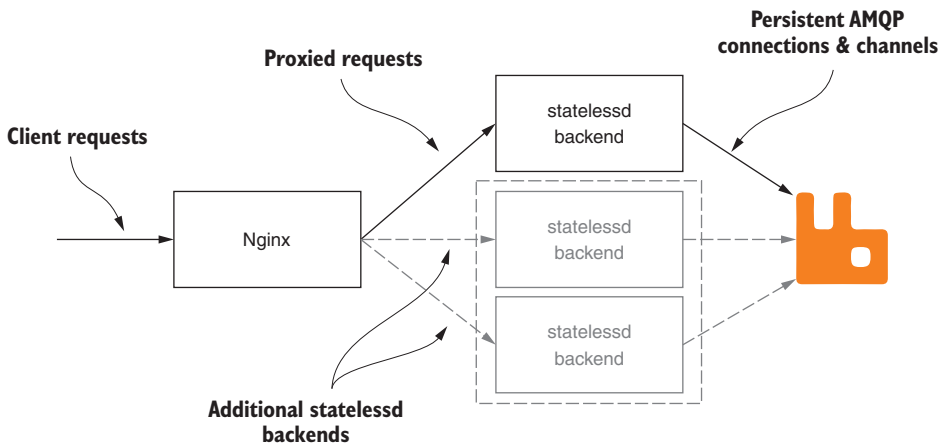 Persistent AMQP
connections & channels
Proxied requests
Client requests
statelessd
backend
Nginx
statelessd
backend
statelessd
backend
Additional statelessd
backends